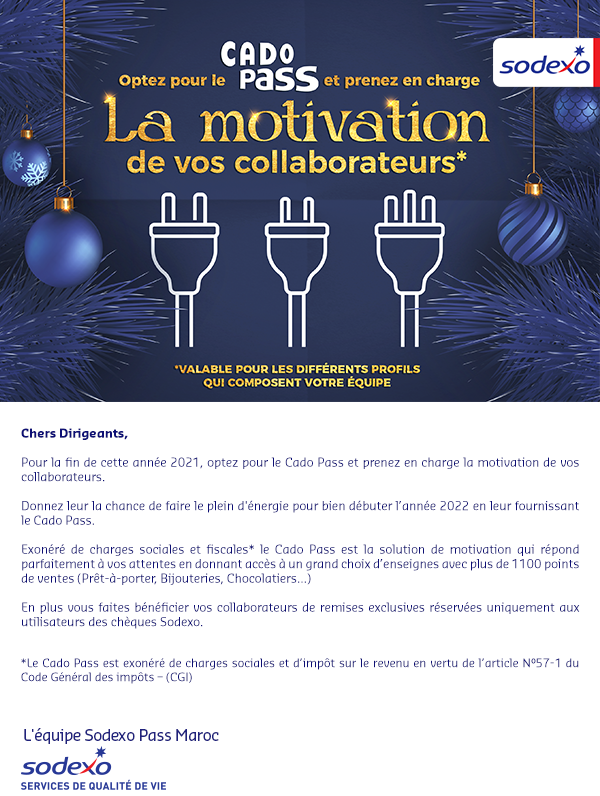 CADO
Optez pour le PASS et prenez en charge
sodexo
La motivation
de vos collaborateurs*
*VALABLE POUR LES DIFFÉRENTS PROFILS
QUI COMPOSENT VOTRE ÉQUIPE
Chers Dirigeants,
Pour la fin de cette année 2021, optez pour le Cado Pass et prenez en charge la motivation de vos
collaborateurs.
Donnez leur la chance de faire le plein d'énergie pour bien débuter l'année 2022 en leur fournissant
le Cado Pass.
Exonéré de charges sociales et fiscales* le Cado Pass est la solution de motivation qui répond
parfaitement à vos attentes en donnant accès à un grand choix d'enseignes avec plus de 1100 points
de ventes (Prêt-à-porter, Bijouteries, Chocolatiers...)
En plus vous faites bénéficier vos collaborateurs de remises exclusives réservées uniquement aux
utilisateurs des chèques Sodexo.
*Le Cado Pass est exonéré de charges sociales et d'impôt sur le revenu en vertu de l'article N°57-1 du
Code Général des impôts – (CGI)
L'équipe Sodexo Pass Maroc
sodexo
SERVICES DE QUALITÉ DE VIE